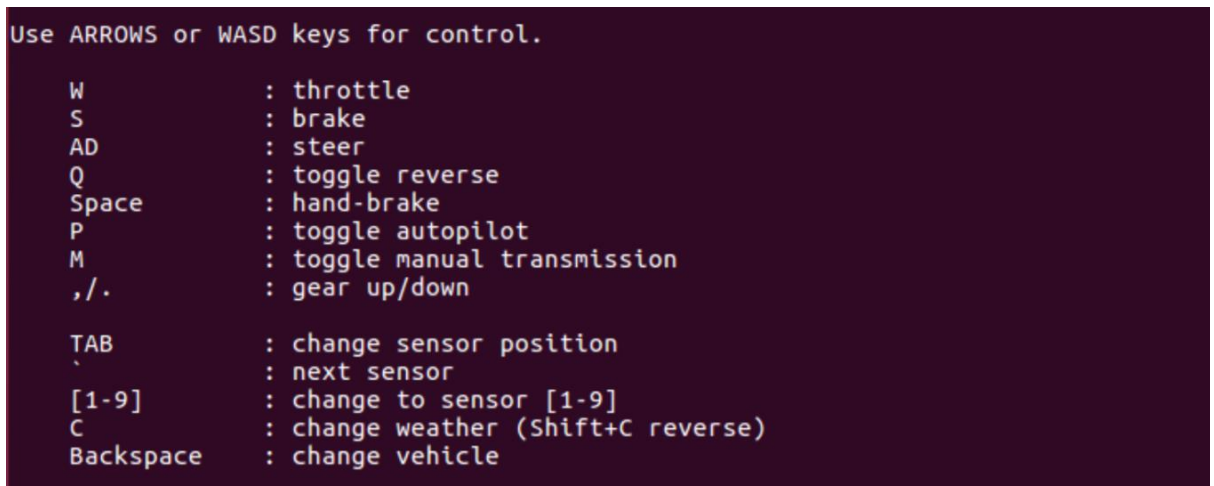 Use ARROWS or WASD keys for control.
W : throttle
S : brake
AD : steer
Q : toggle reverse
Space : hand-brake
P : toggle autopilot
M : toggle manual transmission
,/. : gear up/down
TAB : change sensor position
` : next sensor
[1-9] : change to sensor [1-9]
C : change weather (Shift+C reverse)
Backspace : change vehicle